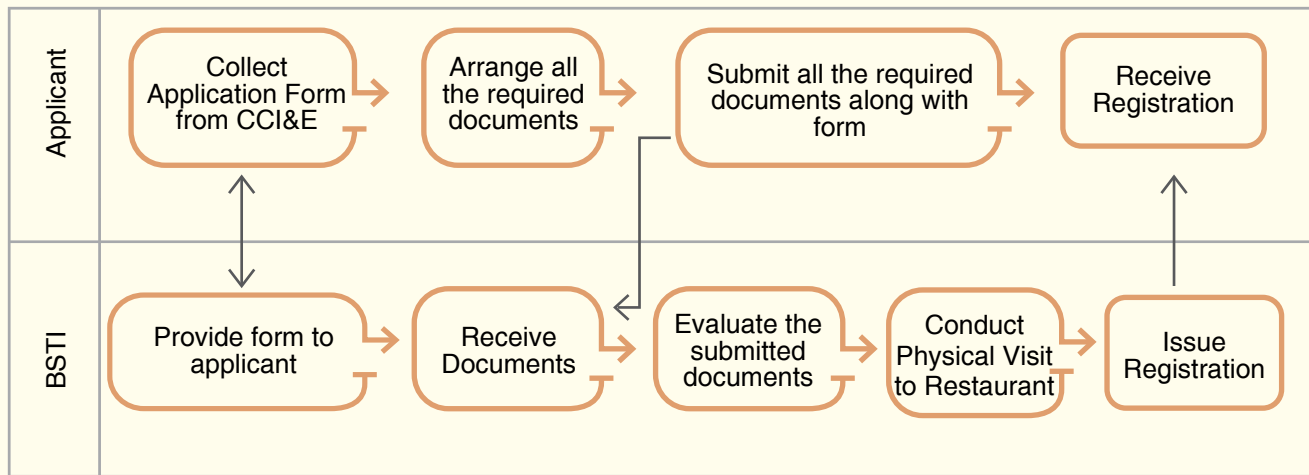 Applicant
Collect
Application Form
from CCI&E
Arrange all
the required
documents
Submit all the required
documents along with
form
Receive
Registration
BSTI
Provide form to
applicant
Receive
Documents
Evaluate the
submitted
documents
Conduct
Physical Visit
to Restaurant
Issue
Registration